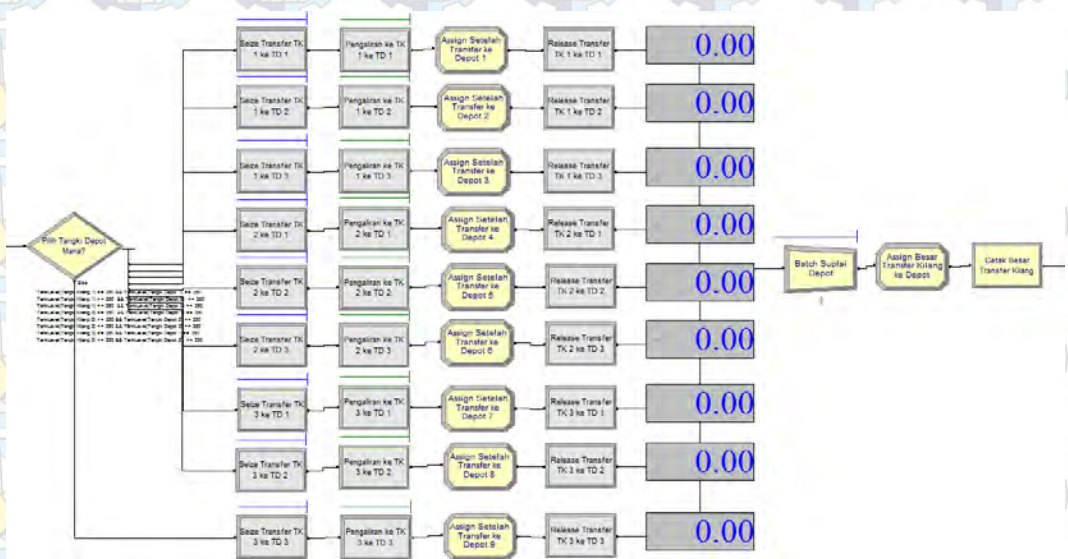 Seize Transfer TK
1 ke TD 1
Pengaliran ke TK
1 ke TD 1
Assign Setelah
Transfer ke
Depot 1
Release Transfer
TK 1 ke TD 1
0.00
Seize Transfer TK
1 ke TD 2
Pengaliran ke TK
1 ke TD 2
Assign Setelah
Transfer ke
Depot 2
Release Transfer
TK 1 ke TD 2
0.00
Seize Transfer TK
1 ke TD 3
Pengaliran ke TK
1 ke TD 3
Assign Setelah
Transfer ke
Depot 3
Release Transfer
TK 1 ke TD 3
0.00
Pilih Tangki Depot
Mana?
Else
Seize Transfer TK
2 ke TD 1
Pengaliran ke TK
2 ke TD 1
Assign Setelah
Transfer ke
Depot 4
Release Transfer
TK 2 ke TD 1
0.00
Seize Transfer TK
2 ke TD 2
Pengaliran ke TK
2 ke TD 2
Assign Setelah
Transfer ke
Depot 5
Release Transfer
TK 2 ke TD 2
0.00
Batch Suplai
Depot
0
Assign Besar
Transfer Kilang
ke Depot
Cetak Besar
Transfer Kilang
Seize Transfer TK
2 ke TD 3
Pengaliran ke TK
2 ke TD 3
Assign Setelah
Transfer ke
Depot 6
Release Transfer
TK 2 ke TD 3
0.00
Seize Transfer TK
3 ke TD 1
Pengaliran ke TK
3 ke TD 1
Assign Setelah
Transfer ke
Depot 7
Release Transfer
TK 3 ke TD 1
0.00
Seize Transfer TK
3 ke TD 2
Pengaliran ke TK
3 ke TD 2
Assign Setelah
Transfer ke
Depot 8
Release Transfer
TK 3 ke TD 2
0.00
Seize Transfer TK
3 ke TD 3
Pengaliran ke TK
3 ke TD 3
Assign Setelah
Transfer ke
Depot 9
Release Transfer
TK 3 ke TD 3
0.00